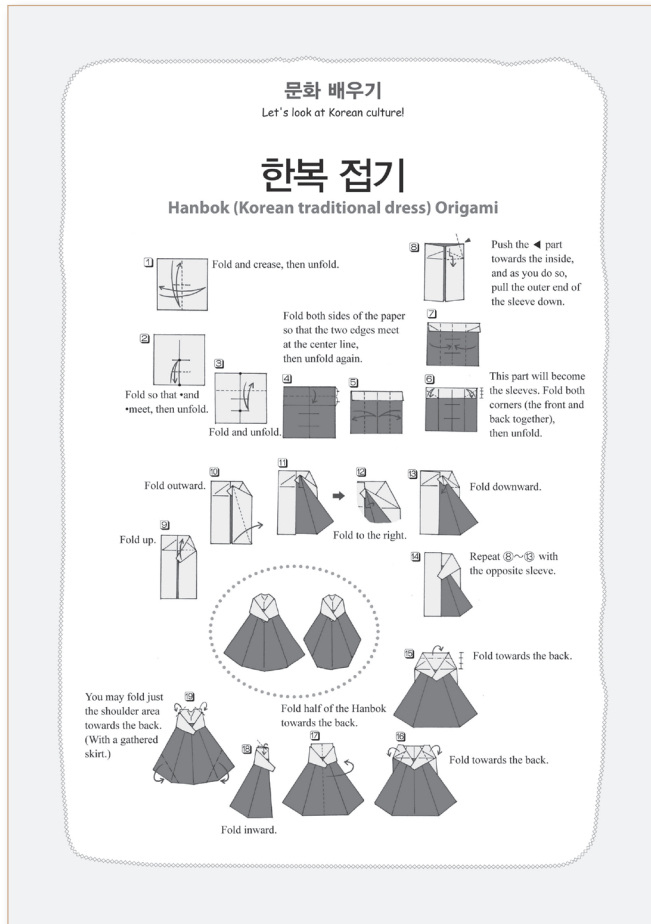 문화 배우기
Let's look at Korean culture!
한복 접기
Hanbok (Korean traditional dress) Origami
1
Fold and crease, then unfold.
2
Fold so that •and
•meet, then unfold.
3
Fold and unfold.
Fold both sides of the paper
so that the two edges meet
at the center line,
then unfold again.
4
5
6
This part will become
the sleeves. Fold both
corners (the front and
back together),
then unfold.
7
8
Push the ◀ part
towards the inside,
and as you do so,
pull the outer end of
the sleeve down.
9
Fold up.
10
Fold outward.
11
12
Fold to the right.
13
Fold downward.
14
Repeat ⑧~⑬ with
the opposite sleeve.
15
Fold towards the back.
16
Fold towards the back.
17
Fold half of the Hanbok
towards the back.
18
Fold inward.
19
You may fold just
the shoulder area
towards the back.
(With a gathered
skirt.)